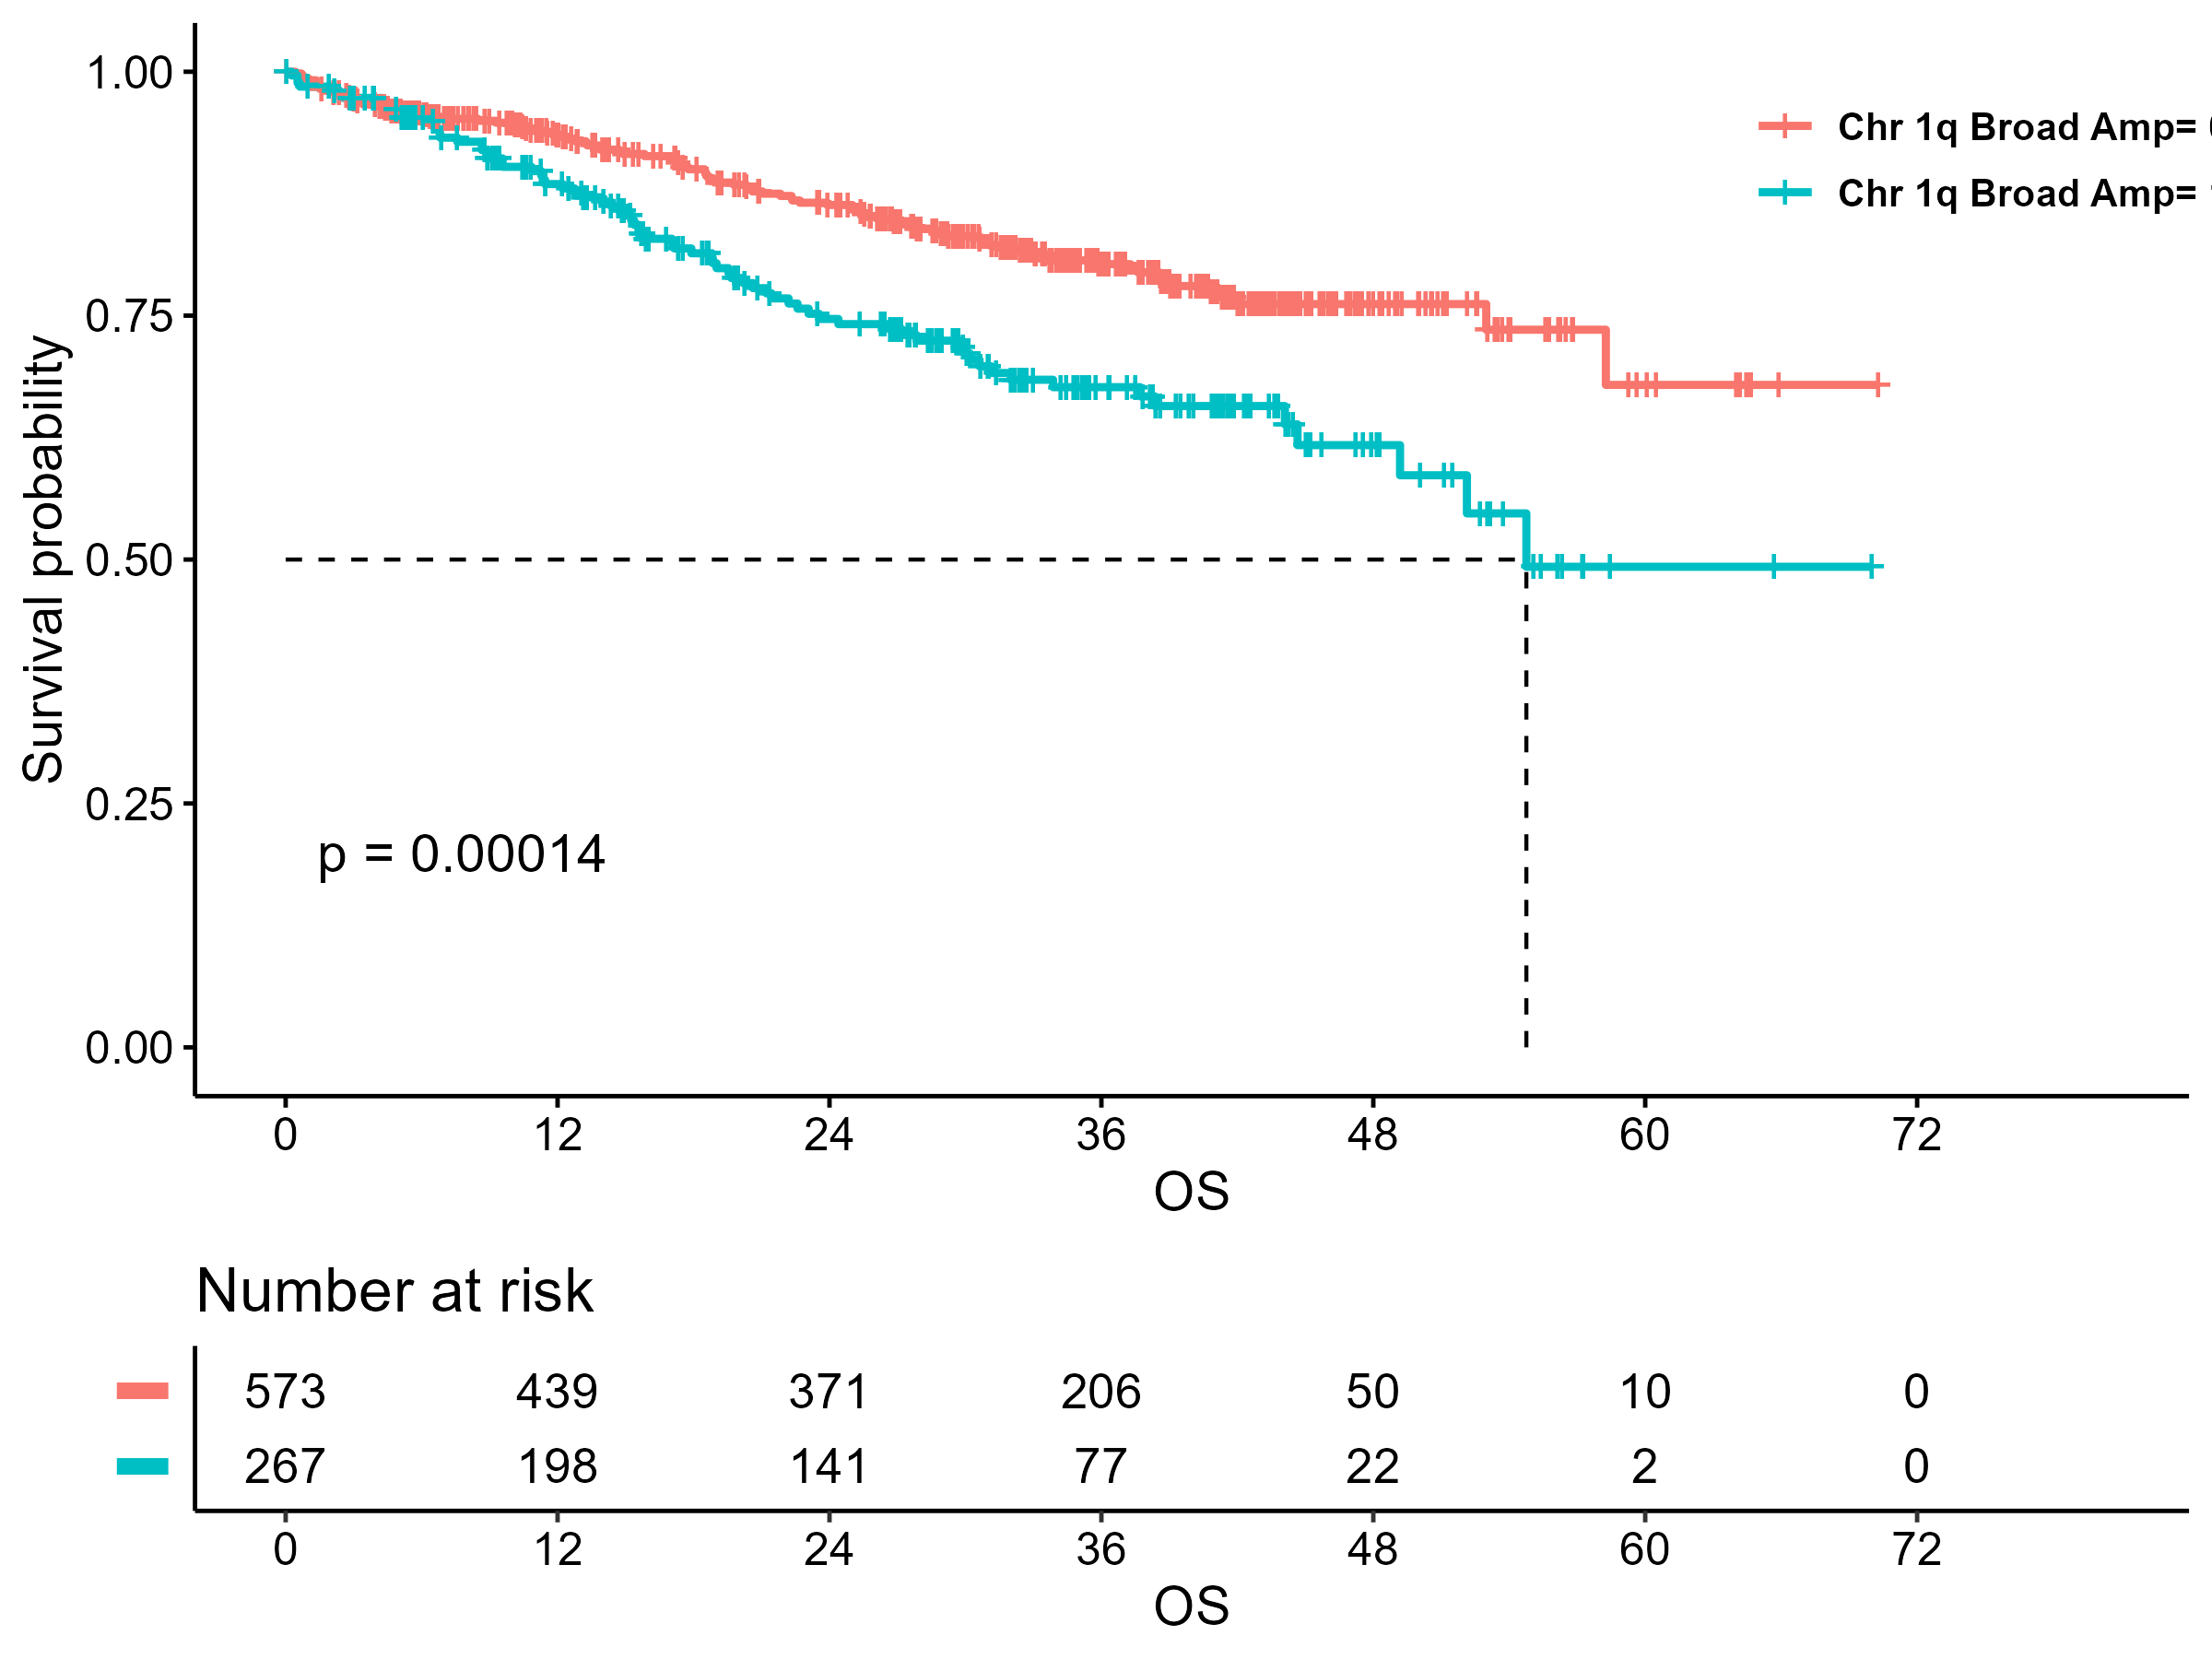 1.00
0.75
0.50
0.25
0.00
Survival probability
Chr 1q Broad Amp=
Chr 1q Broad Amp=
p = 0.00014
0 12 24 36 48 60 72
OS
Number at risk
573 439 371 206 50 10 0
267 198 141 77 22 2 0
0 12 24 36 48 60 72
OS